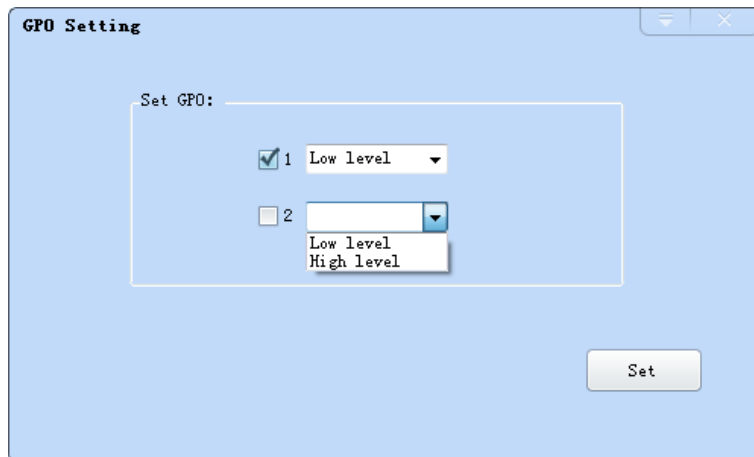 GPO Setting
Set GPO:
1 Low level
2
Low level
High level
Set